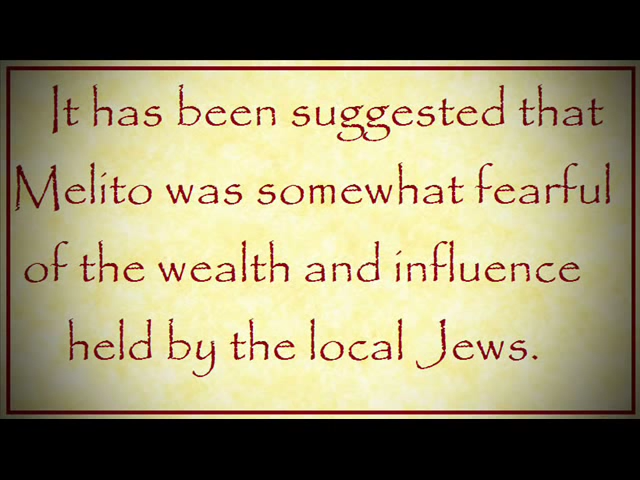 It has been suggested that
Melito was somewhat fearful
of the wealth and influence
held by the local Jews.